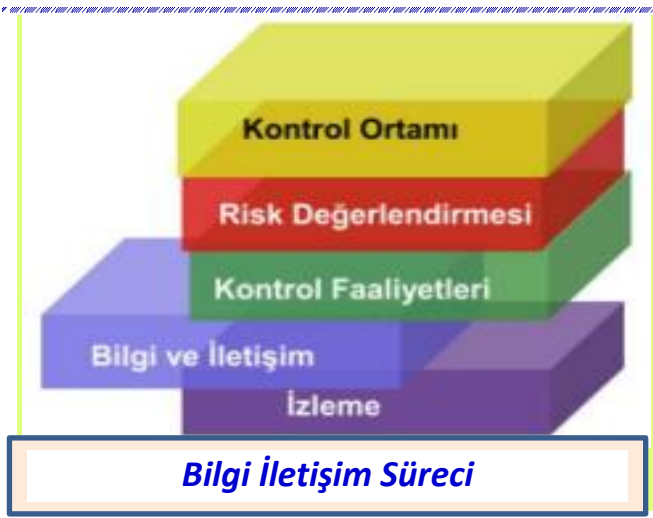 Kontrol Ortamı
Risk Değerlendirmesi
Kontrol Faaliyetleri
Bilgi ve İletişim
İzleme
Bilgi İletişim Süreci